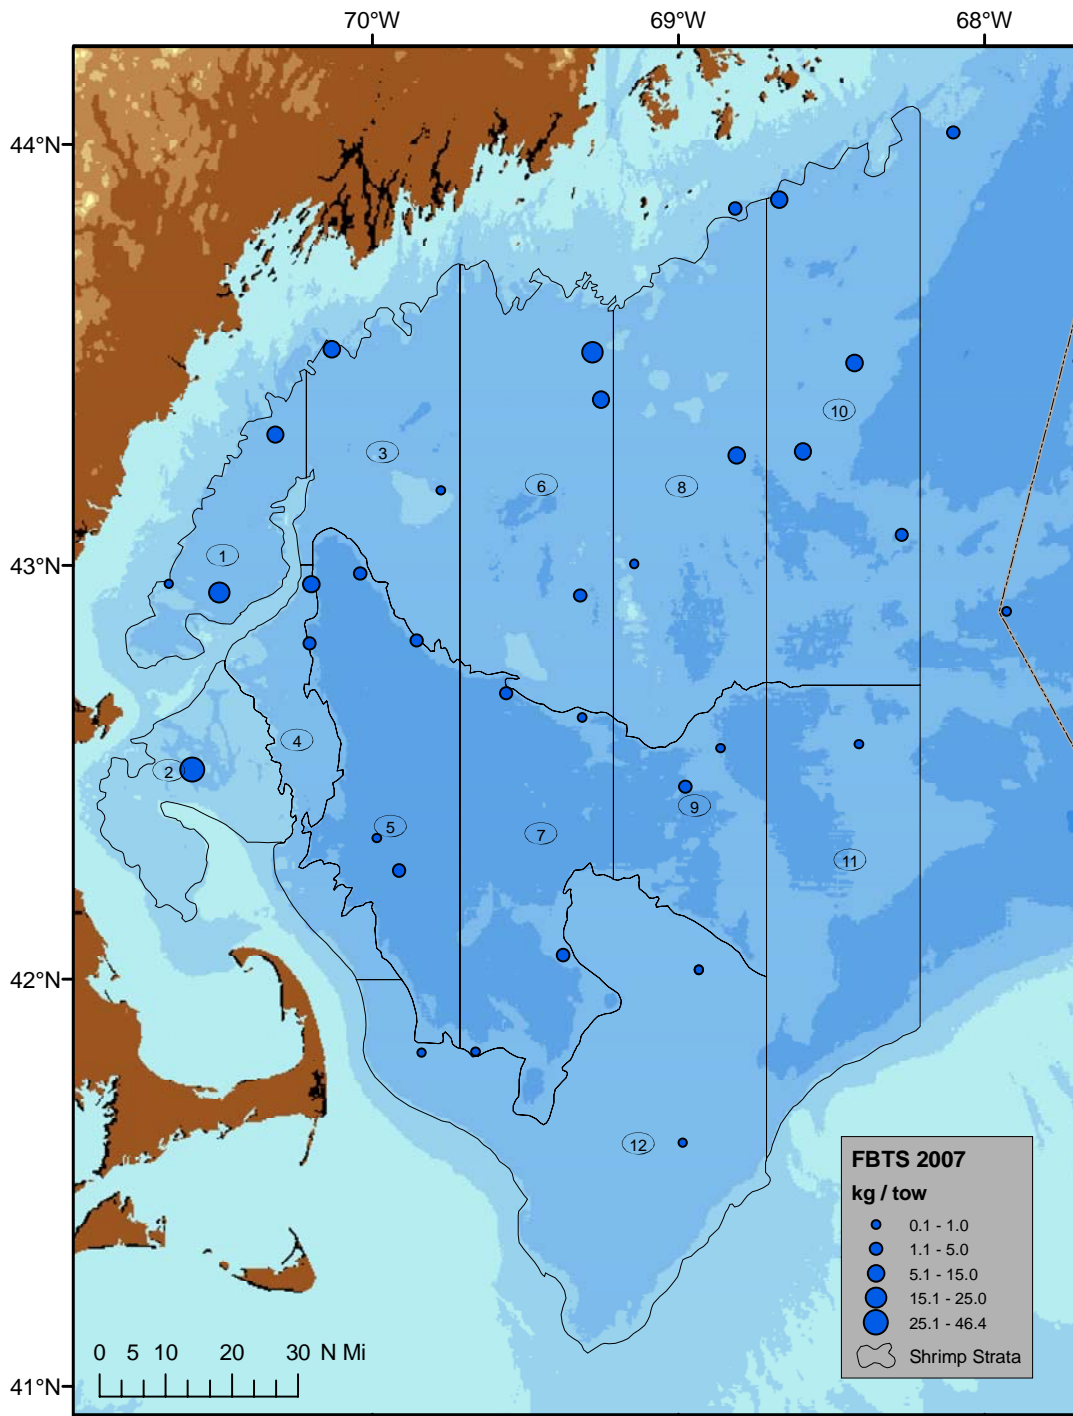 70°W 69°W 68°W
44°N
10
3
6
8
1
43°N
4
2
5
7
9
11
42°N
12
FBTS 2007
kg / tow
0.1 - 1.0
1.1 - 5.0
5.1 - 15.0
15.1 - 25.0
25.1 - 46.4
Shrimp Strata
0 5 10 20 30 N Mi
41°N